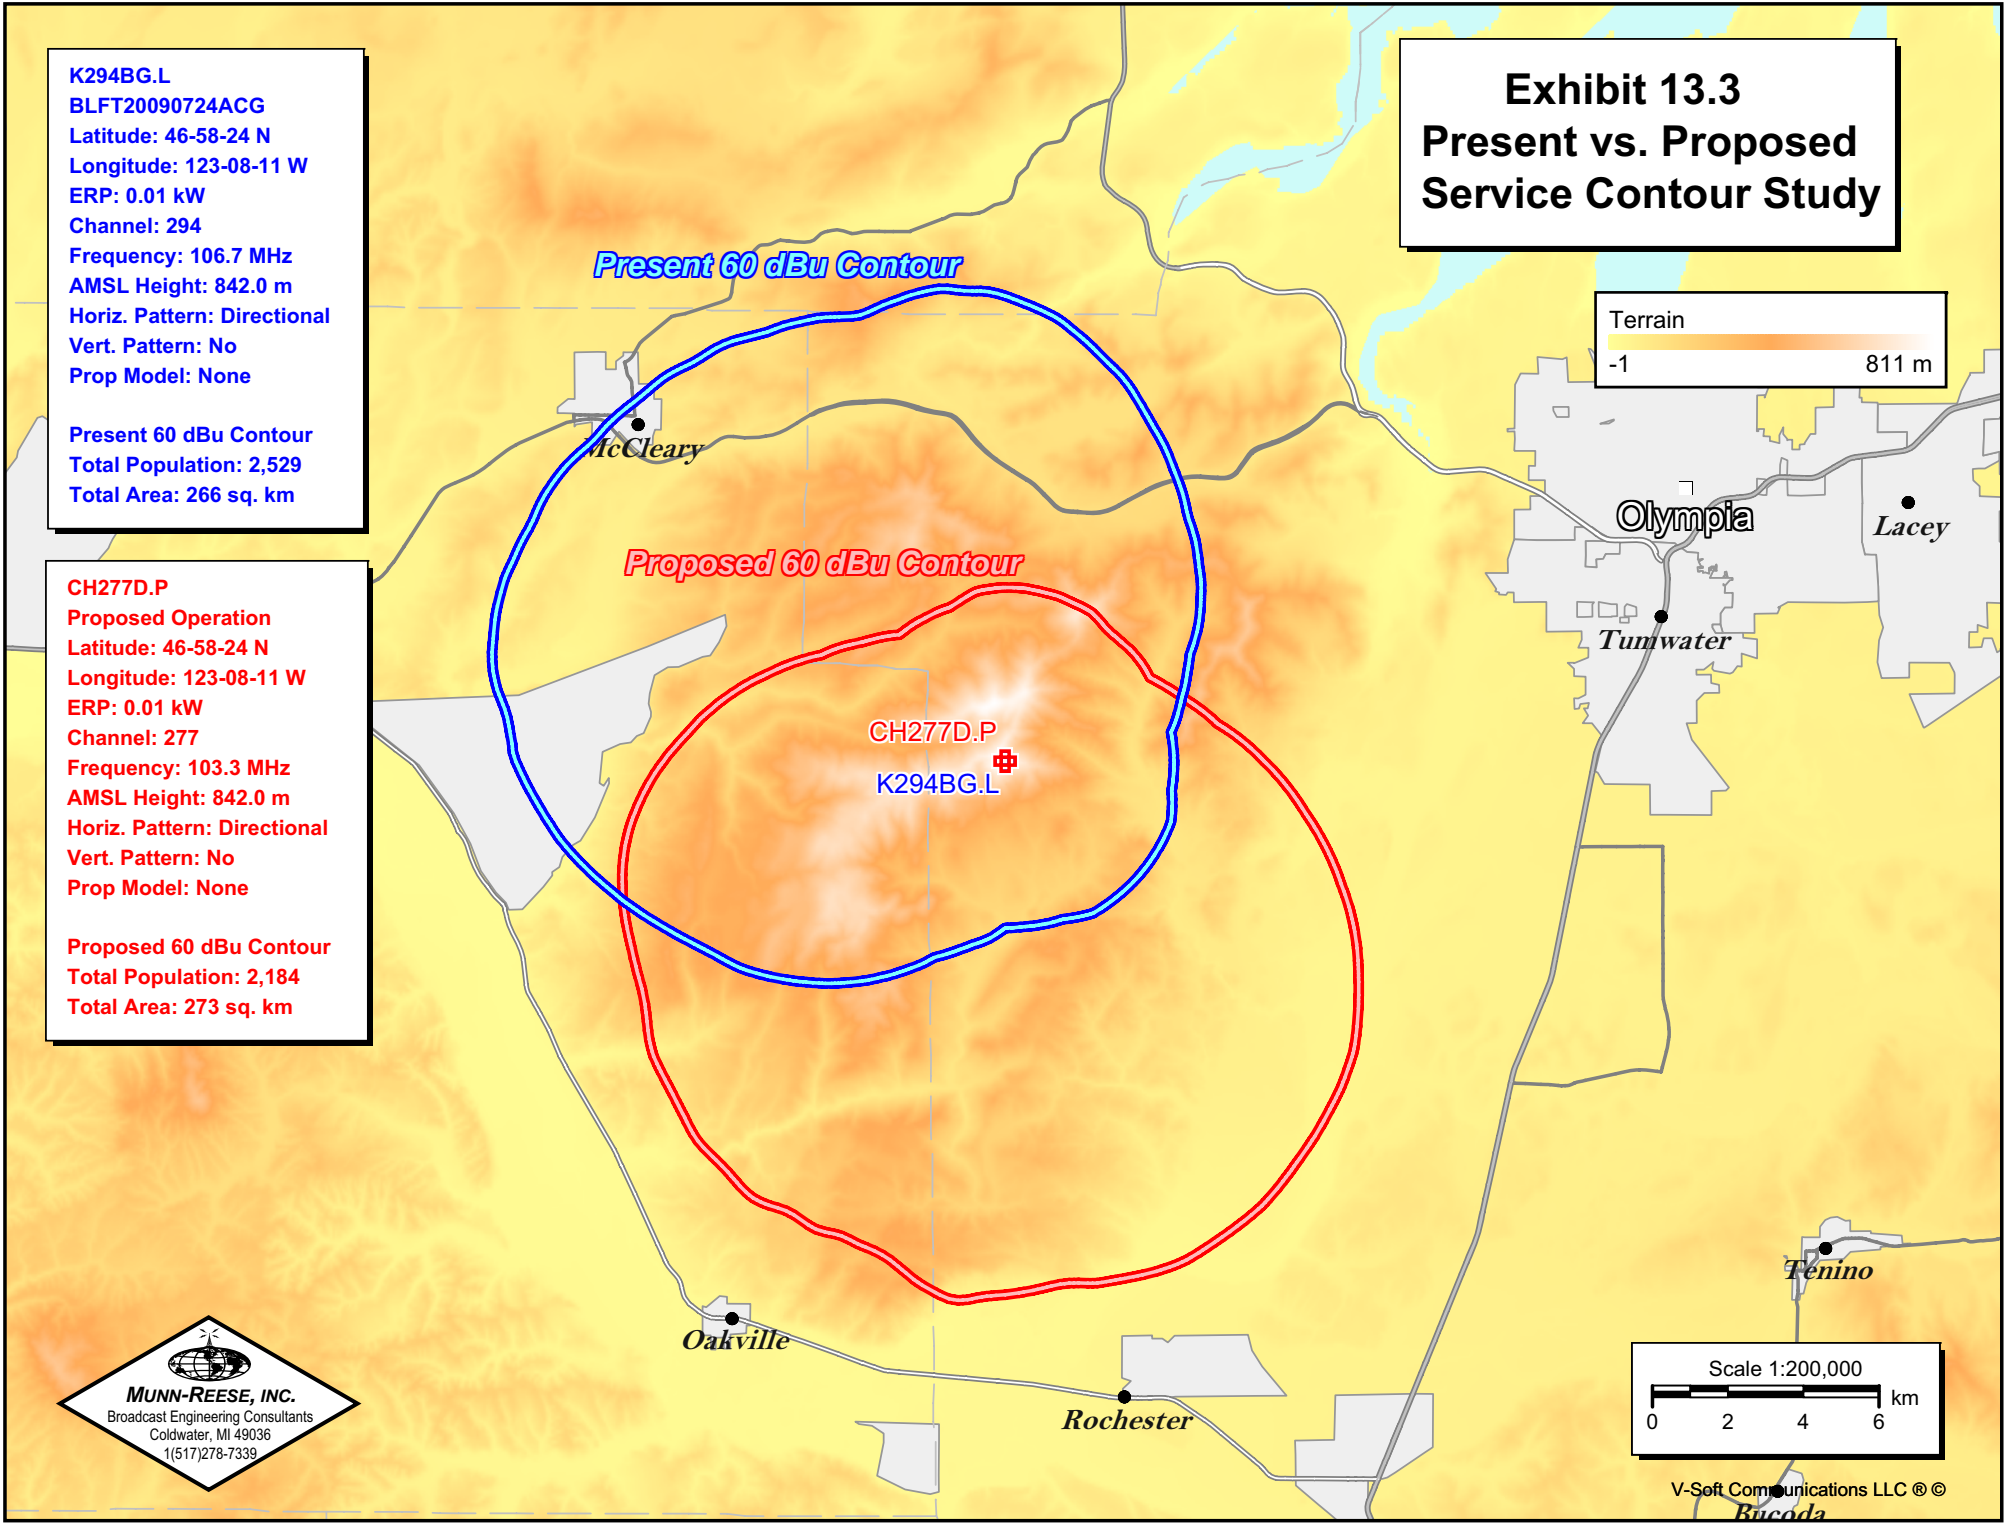 K294BG.L
BLFT20090724ACG
Latitude: 46-58-24 N
Longitude: 123-08-11 W
ERP: 0.01 kW
Channel: 294
Frequency: 106.7 MHz
AMSL Height: 842.0 m
Horiz. Pattern: Directional
Vert. Pattern: No
Prop Model: None
Present 60 dBu Contour
Total Population: 2,529
Total Area: 266 sq. km
CH277D.P
Proposed Operation
Latitude: 46-58-24 N
Longitude: 123-08-11 W
ERP: 0.01 kW
Channel: 277
Frequency: 103.3 MHz
AMSL Height: 842.0 m
Horiz. Pattern: Directional
Vert. Pattern: No
Prop Model: None
Proposed 60 dBu Contour
Total Population: 2,184
Total Area: 273 sq. km
Exhibit 13.3
Present vs. Proposed
Service Contour Study
Terrain
-1 811 m
Present 60 dBu Contour
McCleary
Proposed 60 dBu Contour
Olympia
Lacey
Tumwater
CH277D.P
K294BG.L
Tenino
Oakville
Rochester
Bucoda
MUNN-REESE, INC.
Broadcast Engineering Consultants
Coldwater, MI 49036
1(517)278-7339
Scale 1:200,000
km
0 2 4 6
V-Soft Communications LLC ® ©